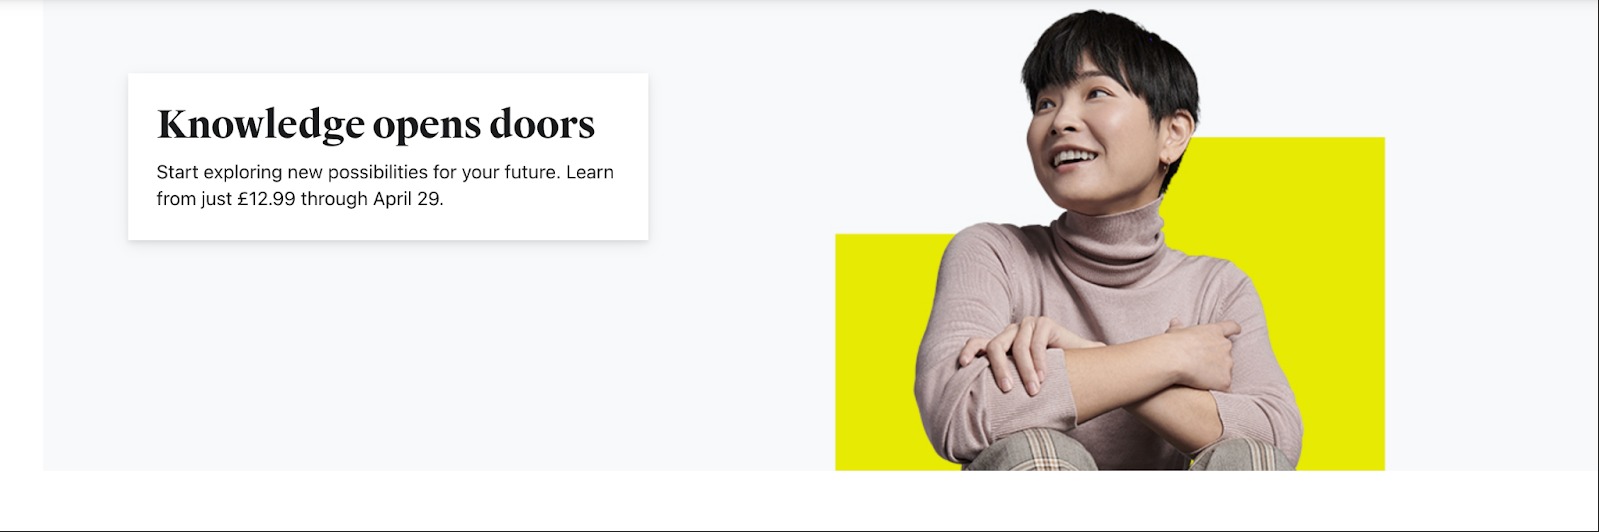 Knowledge opens doors
Start exploring new possibilities for your future. Learn
from just £12.99 through April 29.